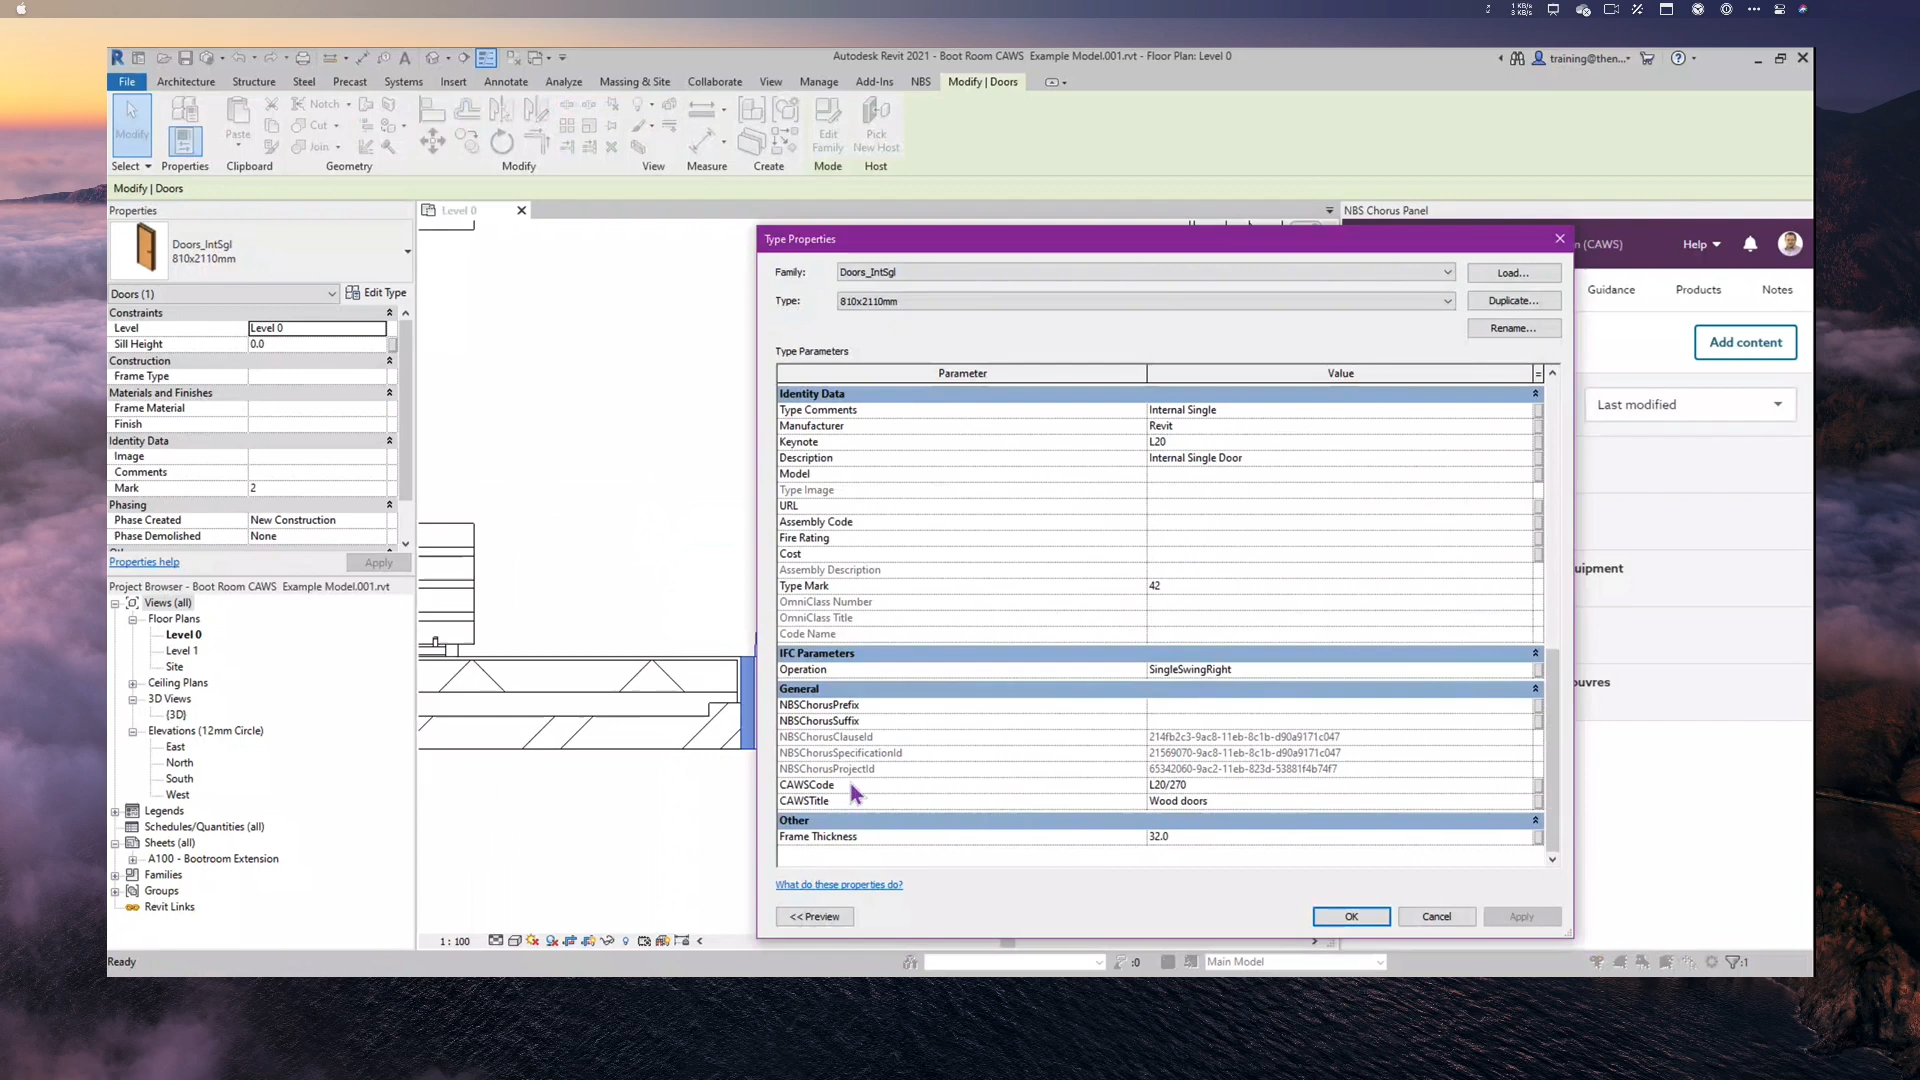 1 KB/s
3 KB/s
Autodesk Revit 2021 - Boot Room CAWS Example Model.001.rvt - Floor Plan: Level 0
training@then...
File Architecture Structure Steel Precast Systems Insert Annotate Analyze Massing & Site Collaborate View Manage Add-Ins NBS Modify | Doors
Modify
Paste
Notch
Cut
Join
Edit Family
Pick New Host
Select Properties Clipboard Geometry Modify View Measure Create Mode Host
Modify | Doors
Properties
Level 0
NBS Chorus Panel
Doors_IntSgl
810x2110mm
Doors (1)
Edit Type
Constraints
Level Level 0
Sill Height 0.0
Construction
Frame Type
Materials and Finishes
Frame Material
Finish
Identity Data
Image
Comments
Mark 2
Phasing
Phase Created New Construction
Phase Demolished None
Properties help
Apply
Project Browser - Boot Room CAWS Example Model.001.rvt
Views (all)
Floor Plans
Level 0
Level 1
Site
Ceiling Plans
3D Views
{3D}
Elevations (12mm Circle)
East
North
South
West
Legends
Schedules/Quantities (all)
Sheets (all)
A100 - Bootroom Extension
Families
Groups
Revit Links
Type Properties
Family: Doors_IntSgl Load...
Type: 810x2110mm Duplicate...
Rename...
Type Parameters
Parameter Value =
Identity Data
Type Comments Internal Single
Manufacturer Revit
Keynote L20
Description Internal Single Door
Model
Type Image
URL
Assembly Code
Fire Rating
Cost
Assembly Description
Type Mark 42
OmniClass Number
OmniClass Title
Code Name
IFC Parameters
Operation SingleSwingRight
General
NBSChorusPrefix
NBSChorusSuffix
NBSChorusClauseId 214fb2c3-9ac8-11eb-8c1b-d90a9171c047
NBSChorusSpecificationId 21569070-9ac8-11eb-8c1b-d90a9171c047
NBSChorusProjectId 65342060-9ac2-11eb-823d-53881f4b74f7
CAWSCode L20/270
CAWSTitle Wood doors
Other
Frame Thickness 32.0
What do these properties do?
<< Preview OK Cancel Apply
n (CAWS) Help
Guidance Products Notes
Add content
Last modified
uipment
ouvres
1 : 100
Ready
:0
Main Model
:1